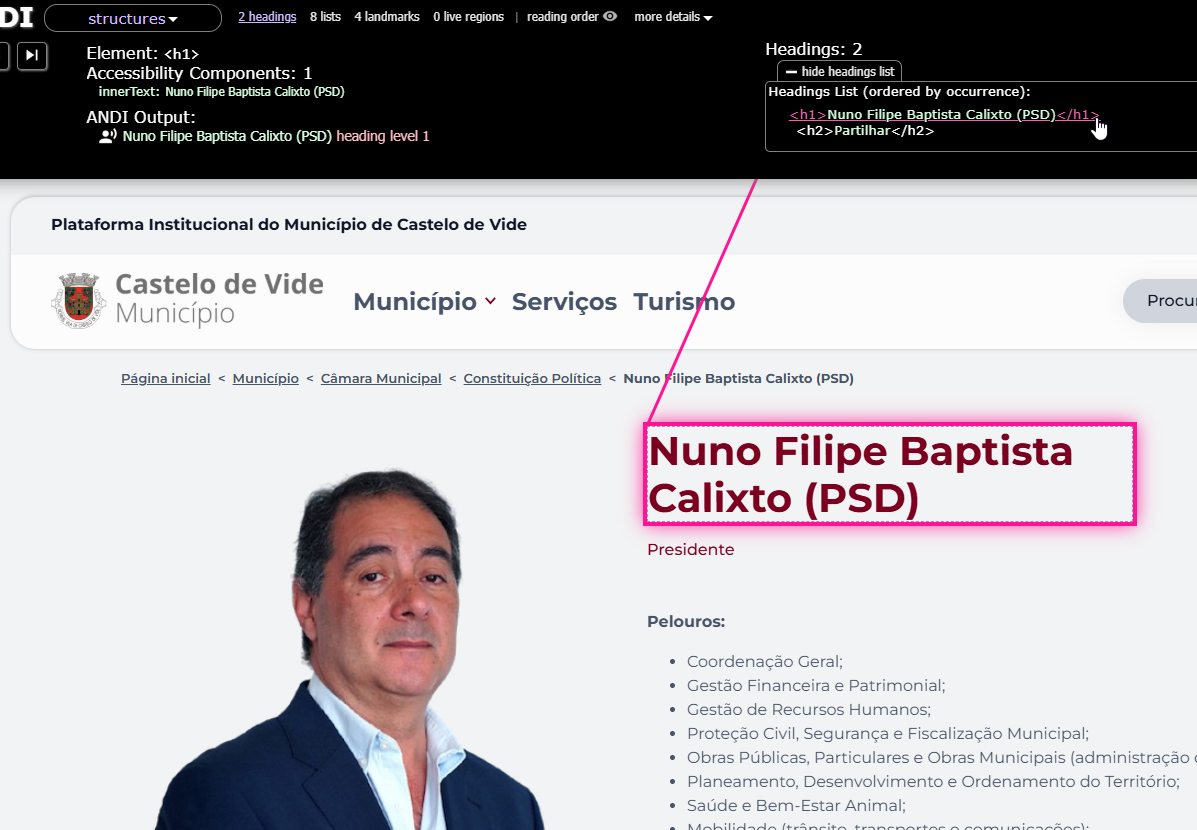 DI structures 2 headings 8 lists 4 landmarks 0 live regions | reading order more details
Element: <h1>
Accessibility Components: 1
innerText: Nuno Filipe Baptista Calixto (PSD)
ANDI Output:
Nuno Filipe Baptista Calixto (PSD) heading level 1
Headings: 2
hide headings list
Headings List (ordered by occurrence):
<h1>Nuno Filipe Baptista Calixto (PSD)</h1>
<h2>Partilhar</h2>
Plataforma Institucional do Município de Castelo de Vide
Castelo de Vide
Município
Município Serviços Turismo
Procur
Página inicial < Município < Câmara Municipal < Constituição Política < Nuno Filipe Baptista Calixto (PSD)
Nuno Filipe Baptista
Calixto (PSD)
Presidente
Pelouros:
• Coordenação Geral;
• Gestão Financeira e Patrimonial;
• Gestão de Recursos Humanos;
• Proteção Civil, Segurança e Fiscalização Municipal;
• Obras Públicas, Particulares e Obras Municipais (administração
• Planeamento, Desenvolvimento e Ordenamento do Território;
• Saúde e Bem-Estar Animal;
• Mobilidade (trânsito, transportes e comunicações);